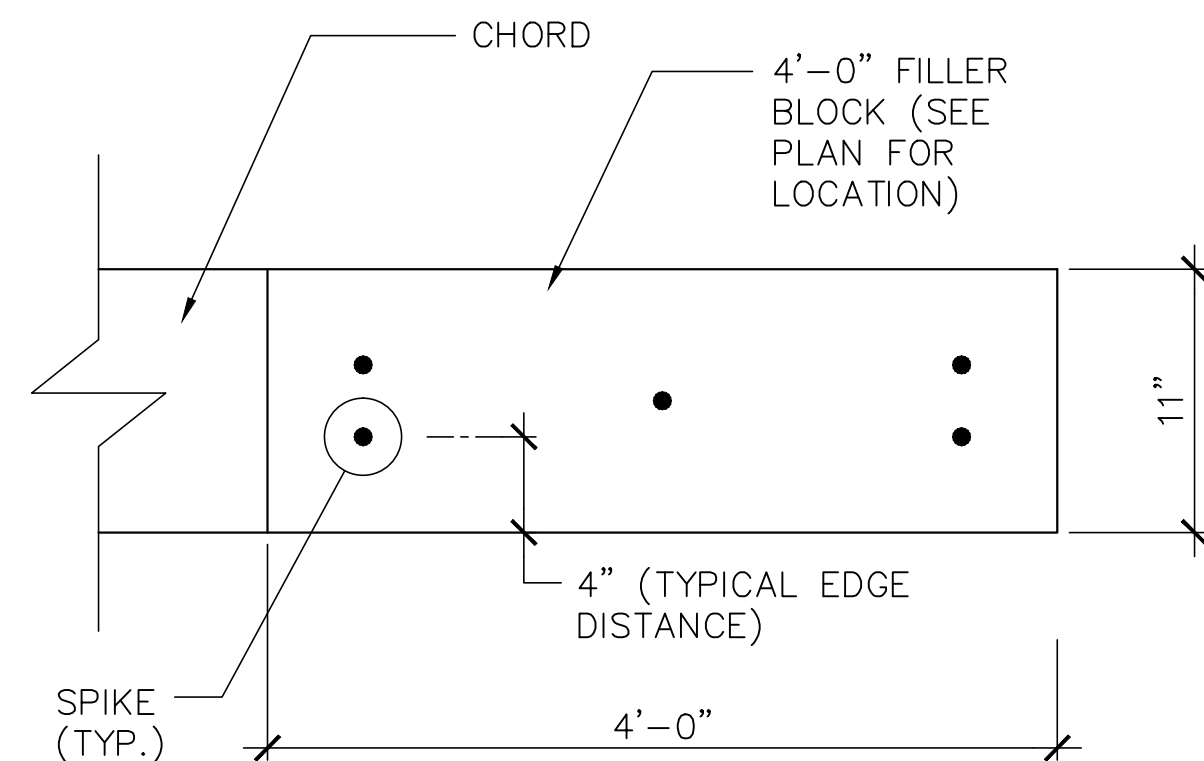 CHORD
4'-0" FILLER
BLOCK (SEE
PLAN FOR
LOCATION)
11"
4" (TYPICAL EDGE
DISTANCE)
SPIKE
(TYP.)
4'-0"